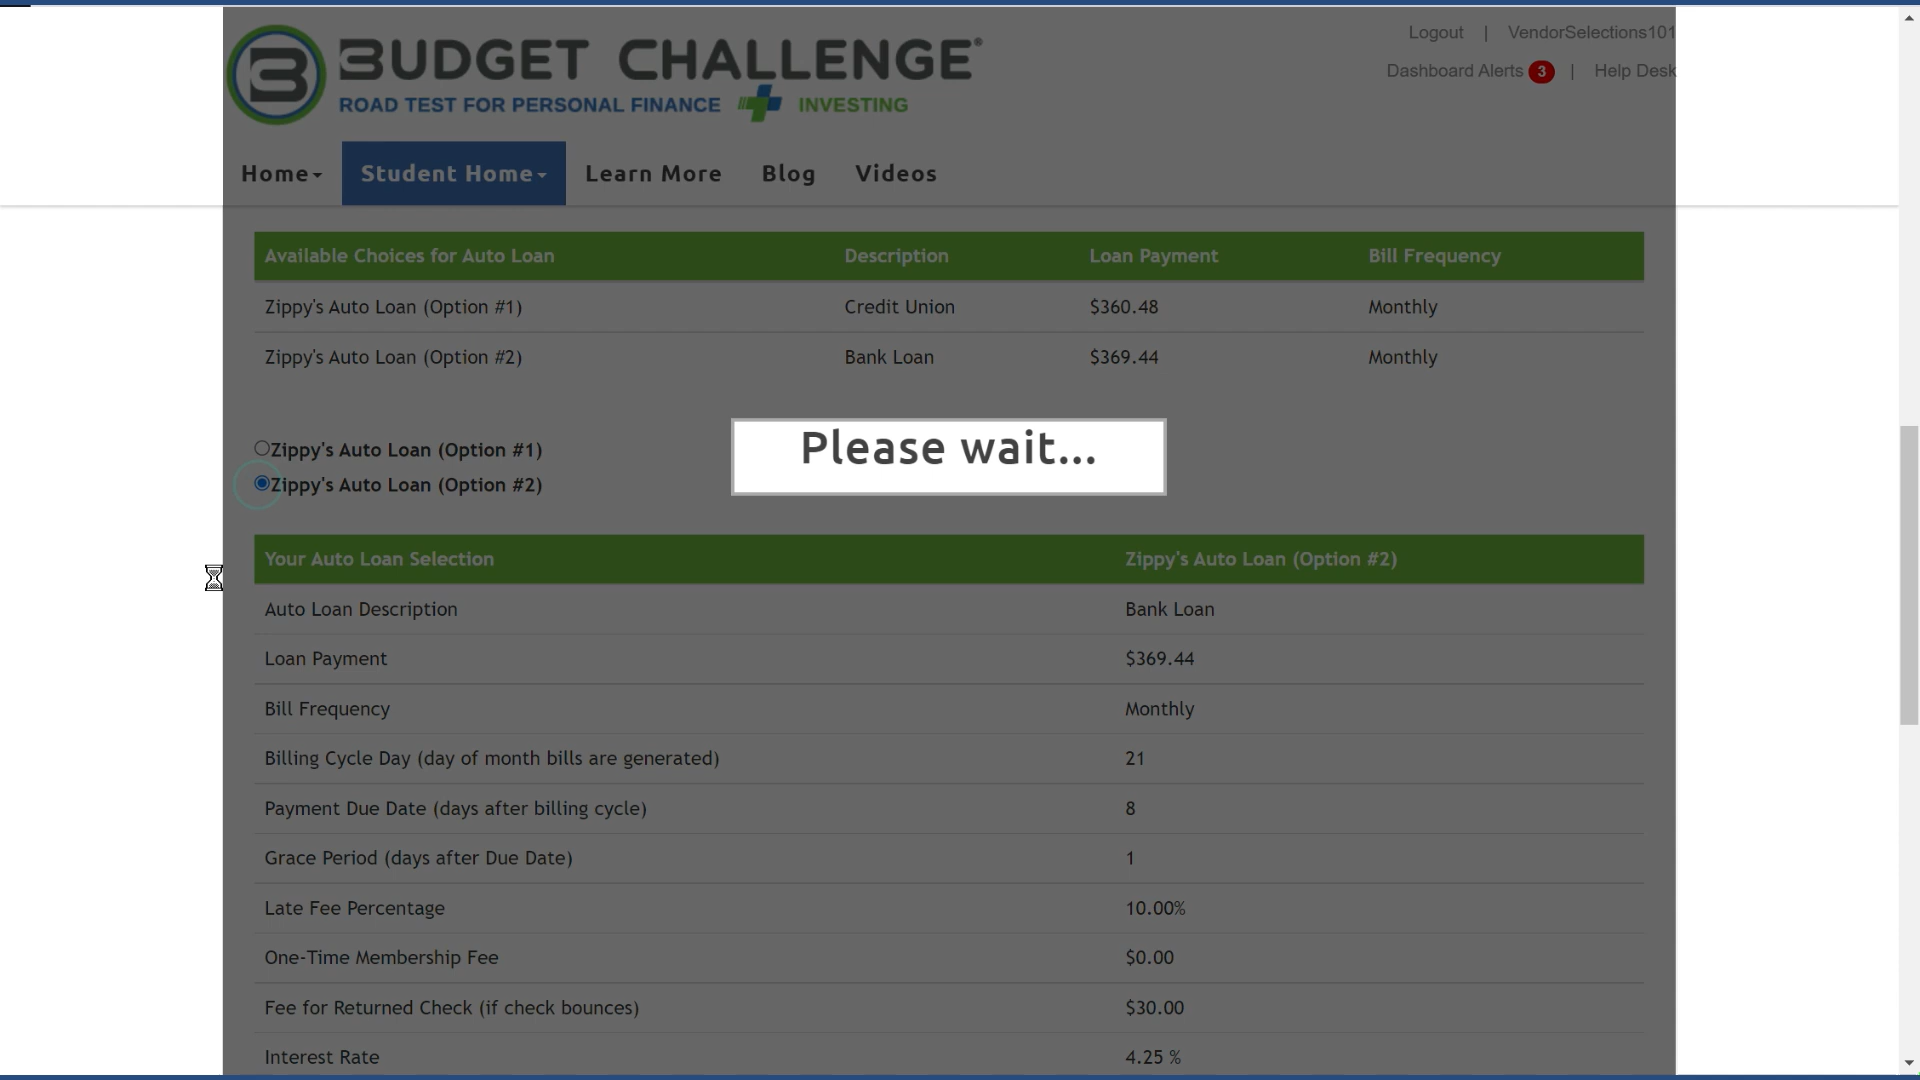 Logout | VendorSelections101
BUDGET CHALLENGE®
Dashboard Alerts 3 | Help Desk
ROAD TEST FOR PERSONAL FINANCE INVESTING
Home Student Home Learn More Blog Videos
Available Choices for Auto Loan Description Loan Payment Bill Frequency
Zippy's Auto Loan (Option #1) Credit Union $360.48 Monthly
Zippy's Auto Loan (Option #2) Bank Loan $369.44 Monthly
Please wait...
Zippy's Auto Loan (Option #1)
Zippy's Auto Loan (Option #2)
Your Auto Loan Selection Zippy's Auto Loan (Option #2)
Auto Loan Description Bank Loan
Loan Payment $369.44
Bill Frequency Monthly
Billing Cycle Day (day of month bills are generated) 21
Payment Due Date (days after billing cycle) 8
Grace Period (days after Due Date) 1
Late Fee Percentage 10.00%
One-Time Membership Fee $0.00
Fee for Returned Check (if check bounces) $30.00
Interest Rate 4.25 %